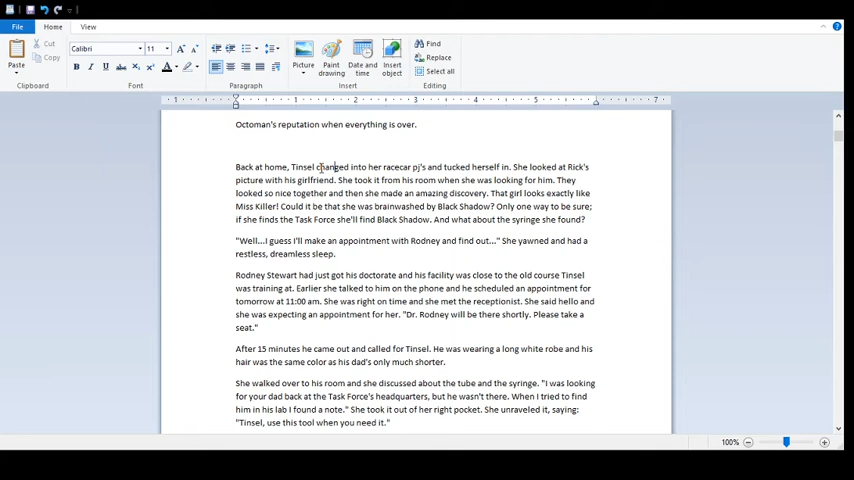 File Home View
Cut Calibri 11 Find
Copy Replace
Paste Picture Paint drawing Date and time Insert object Select all
Clipboard Font Paragraph Insert Editing
1 1 2 3 4 5 6 7
Octoman's reputation when everything is over.
Back at home, Tinsel changed into her racecar pj's and tucked herself in. She looked at Rick's
picture with his girlfriend. She took it from his room when she was looking for him. They
looked so nice together and then she made an amazing discovery. That girl looks exactly like
Miss Killer! Could it be that she was brainwashed by Black Shadow? Only one way to be sure;
if she finds the Task Force she'll find Black Shadow. And what about the syringe she found?
"Well...I guess I'll make an appointment with Rodney and find out..." She yawned and had a
restless, dreamless sleep.
Rodney Stewart had just got his doctorate and his facility was close to the old course Tinsel
was training at. Earlier she talked to him on the phone and he scheduled an appointment for
tomorrow at 11:00 am. She was right on time and she met the receptionist. She said hello and
she was expecting an appointment for her. "Dr. Rodney will be there shortly. Please take a
seat."
After 15 minutes he came out and called for Tinsel. He was wearing a long white robe and his
hair was the same color as his dad's only much shorter.
She walked over to his room and she discussed about the tube and the syringe. "I was looking
for your dad back at the Task Force's headquarters, but he wasn't there. When I tried to find
him in his lab I found a note." She took it out of her right pocket. She unraveled it, saying:
"Tinsel, use this tool when you need it."
100%